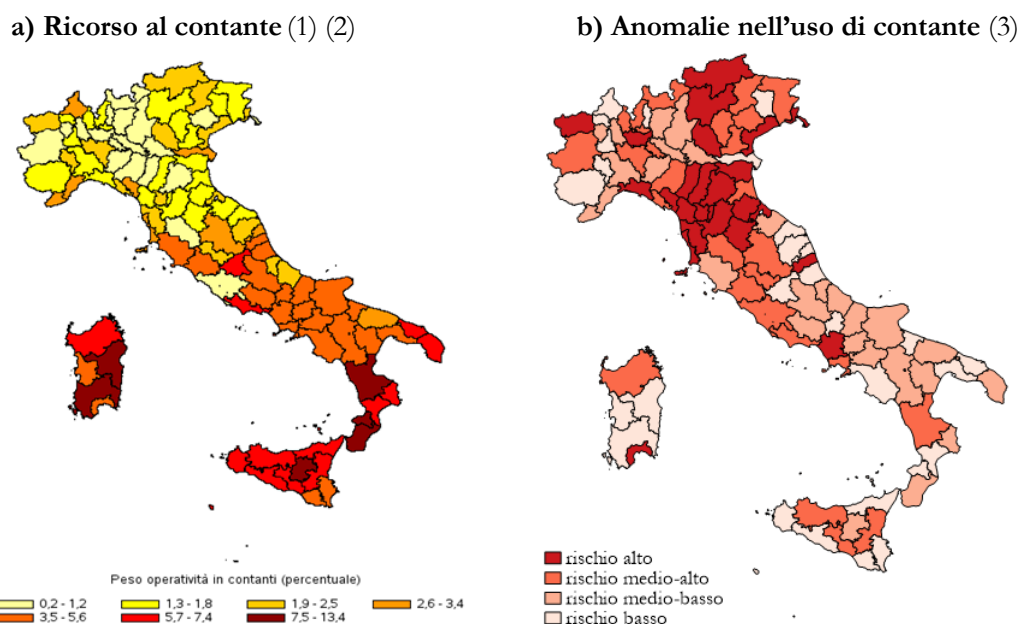 a) Ricorso al contante (1) (2)
b) Anomalie nell'uso di contante (3)
Peso operatività in contanti (percentuale)
0,2 - 1,2
1,3 - 1,8
1,9 - 2,5
2,6 - 3,4
3,5 - 5,6
5,7 - 7,4
7,5 - 13,4
rischio alto
rischio medio-alto
rischio medio-basso
rischio basso